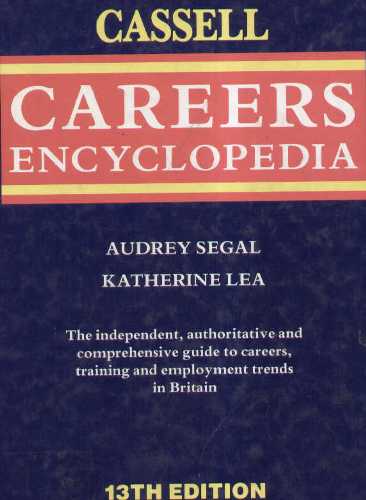 CASSELL
CAREERS
ENCYCLOPEDIA
AUDREY SEGAL
KATHERINE LEA
The independent, authoritative and
comprehensive guide to careers,
training and employment trends
in Britain
13TH EDITION